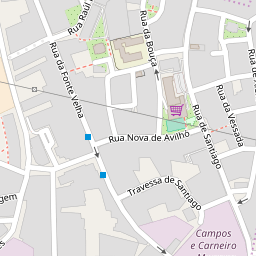 Rua Raul
Rua da Bouça
Rua da Fonte Velha
Rua da Vessada
Rua de Santiago
Rua Nova de Avilho
Travessa de Santiago
Campos
e Carneiro